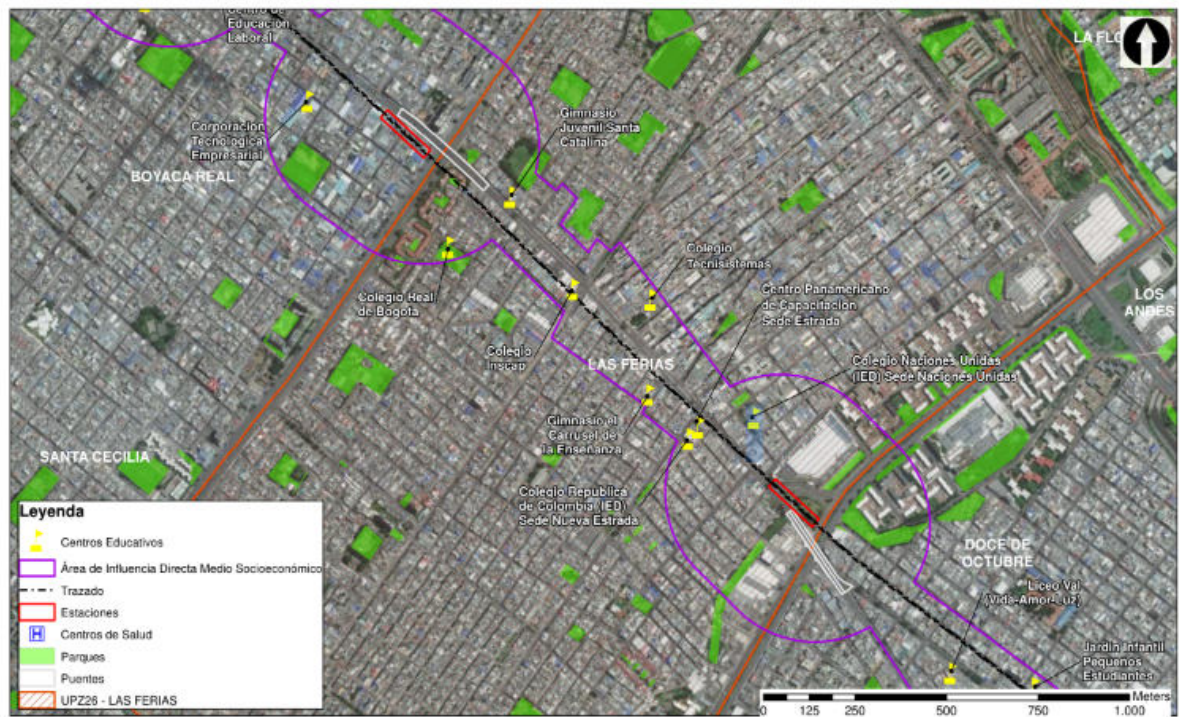 Centro de
Educación
Laboral
LA FLO
Gimnasio
Juvenil Santa
Catalina
Corporación
Tecnológica
Empresarial
BOYACA REAL
Colegio
Tecnisistemas
Centro Panamericano
de Capacitación
Sede Estrada
Colegio Real
de Bogota
LOS
ANDES
Colegio
Inscap
LAS FERIAS
Colegio Naciones Unidas
(IED) Sede Naciones Unidas
Gimnasio el
Carrusel de
la Enseñanza
SANTA CECILIA
Colegio Republica
de Colombia (IED)
Sede Nueva Estrada
DOCE DE
OCTUBRE
Liceo Val
(Vida-Amor-Luz)
Jardin Infantil
Pequenos
Estudiantes
Leyenda
Centros Educativos
Área de Influencia Directa Medio Socioeconómico
Trazado
Estaciones
H Centros de Salud
Parques
Puentes
UPZ26 - LAS FERIAS
Meters
0 125 250 500 750 1.000